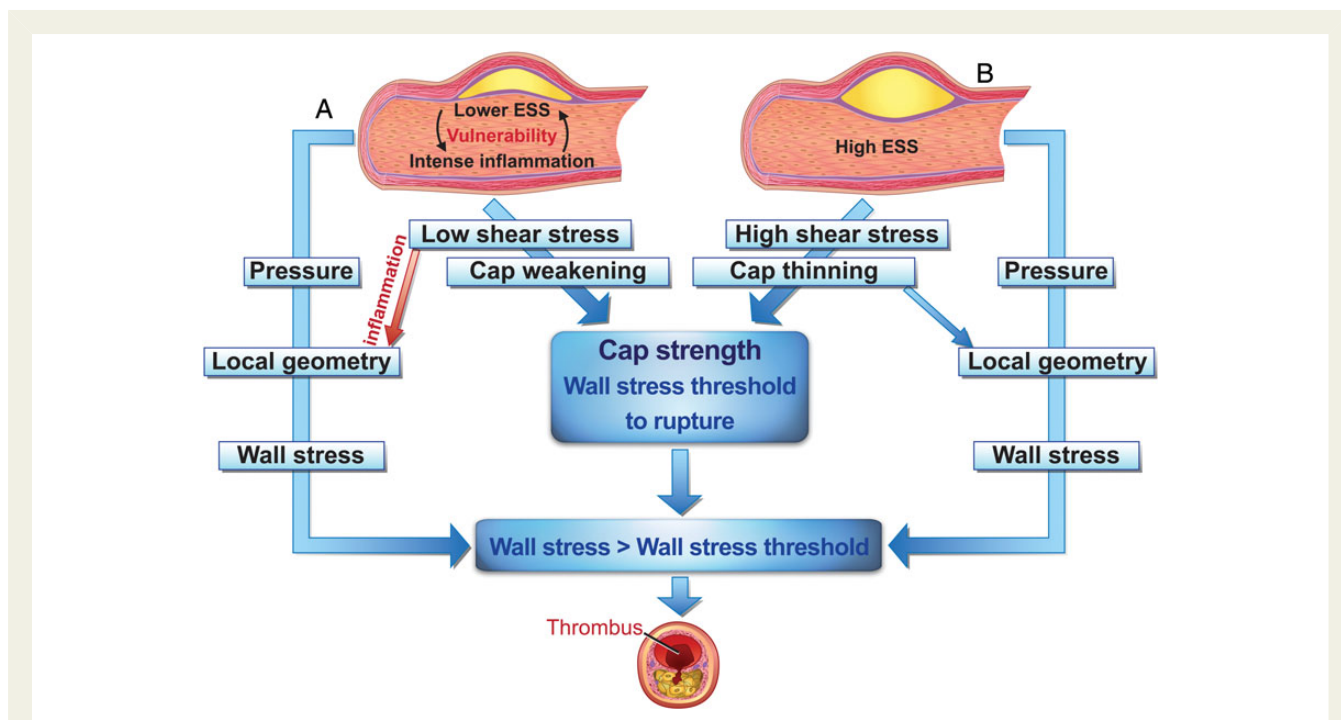 A
B
Lower ESS
Vulnerability
Intense inflammation
High ESS
Low shear stress
High shear stress
inflammation
Pressure
Cap weakening
Cap thinning
Pressure
Local geometry
Cap strength
Wall stress threshold
to rupture
Local geometry
Wall stress
Wall stress
Wall stress > Wall stress threshold
Thrombus